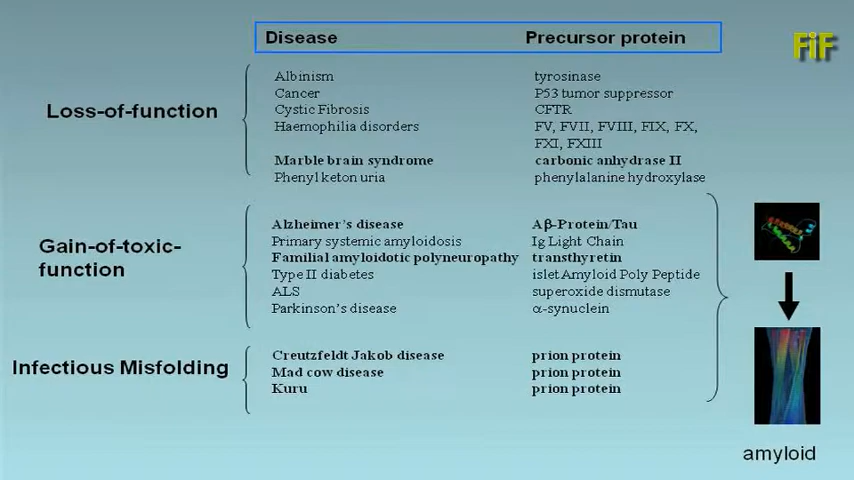 Disease Precursor protein
FiF
Loss-of-function
Albinism tyrosinase
Cancer P53 tumor suppressor
Cystic Fibrosis CFTR
Haemophilia disorders FV, FVII, FVIII, FIX, FX,
FXI, FXIII
Marble brain syndrome carbonic anhydrase II
Phenyl keton uria phenylalanine hydroxylase
Gain-of-toxic-
function
Alzheimer's disease Aβ-Protein/Tau
Primary systemic amyloidosis Ig Light Chain
Familial amyloidotic polyneuropathy transthyretin
Type II diabetes islet Amyloid Poly Peptide
ALS superoxide dismutase
Parkinson's disease α-synuclein
Infectious Misfolding
Creutzfeldt Jakob disease prion protein
Mad cow disease prion protein
Kuru prion protein
amyloid